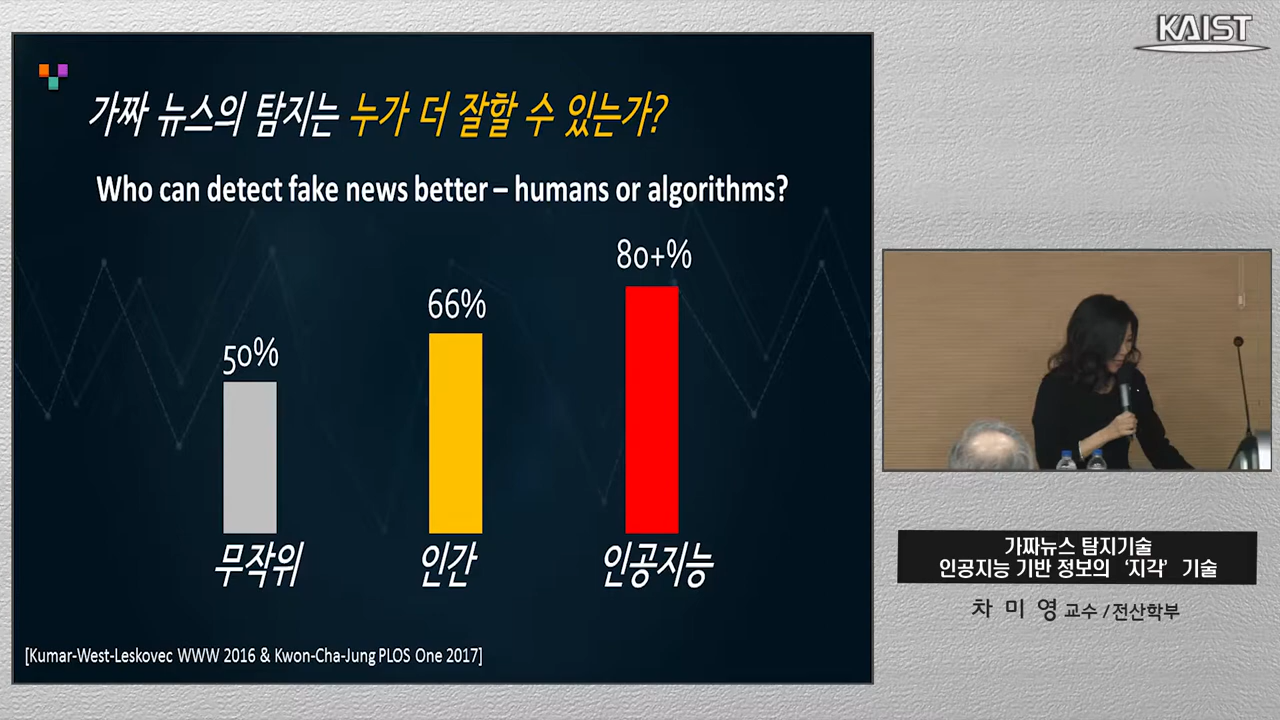 KAIST
가짜 뉴스의 탐지는 누가 더 잘할 수 있는가?
Who can detect fake news better – humans or algorithms?
50%
66%
80+%
무작위
인간
인공지능
[Kumar-West-Leskovec WWW 2016 & Kwon-Cha-Jung PLOS One 2017]
가짜뉴스 탐지기술
인공지능 기반 정보의 ‘지각’ 기술
차 미 영 교수 / 전산학부